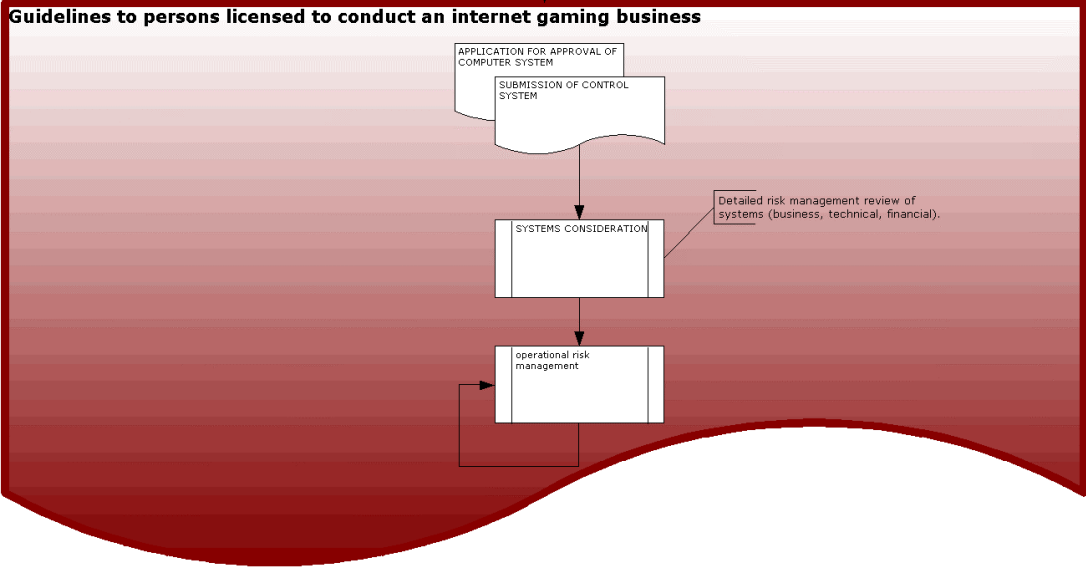 Guidelines to persons licensed to conduct an internet gaming business
APPLICATION FOR APPROVAL OF
COMPUTER SYSTEM
SUBMISSION OF CONTROL
SYSTEM
Detailed risk management review of
systems (business, technical, financial).
SYSTEMS CONSIDERATION
operational risk
management